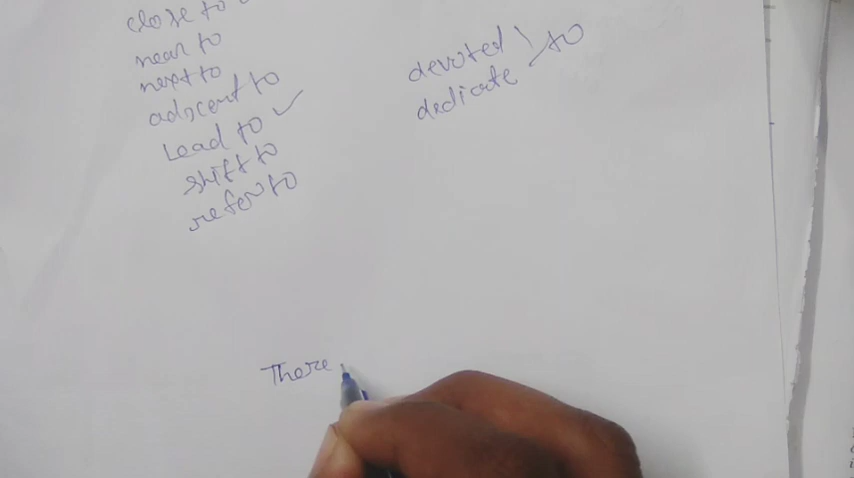 close to
near to
next to
adjcent to
Lead to ✓
shift to
refer to
devoted
dedicate
to
There